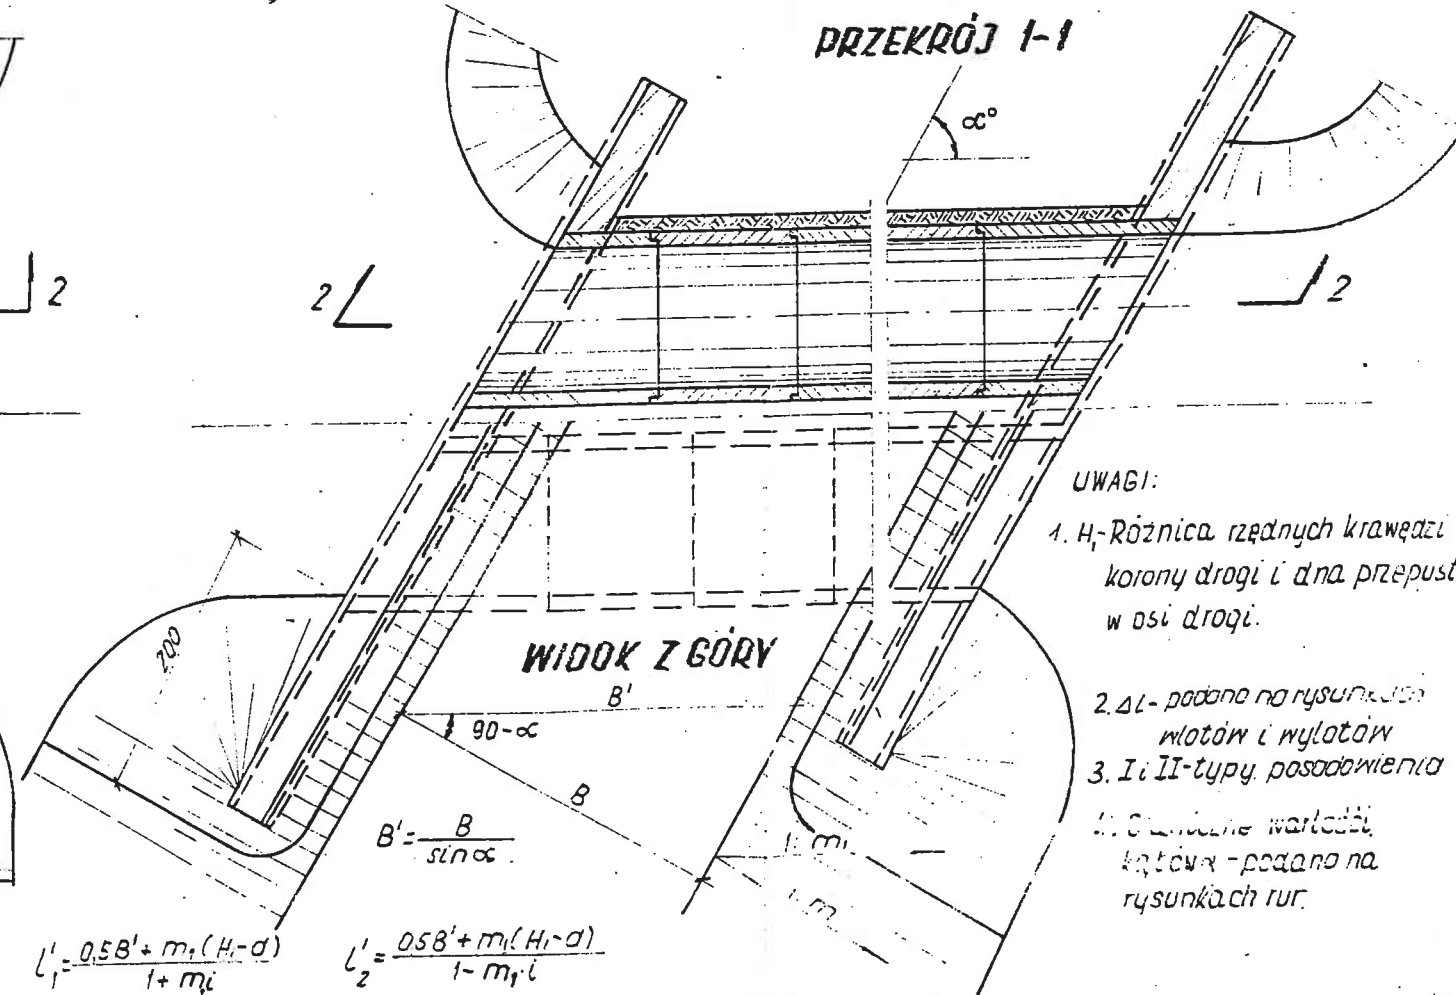 PRZEKRÓJ 1-1
α°
2
2
2
UWAGI:
1. H₁-Różnica rzędnych krawędzi
korony drogi i dna przepust
w osi drogi.
200
WIDOK Z GÓRY
B'
90-α
2. Δl - podano na rysunkach
wlotów i wylotów
3. I i II-typy posadowienia
B
B' = B / sin α
1:m₁
1:m
wartości
kątów α - podano na
rysunkach rur.
l'₁ = 0,5B' + m₁(H₁-d) / 1 + m₁i
l'₂ = 0,5B' + m₁(H₁-d) / 1 - m₁·i